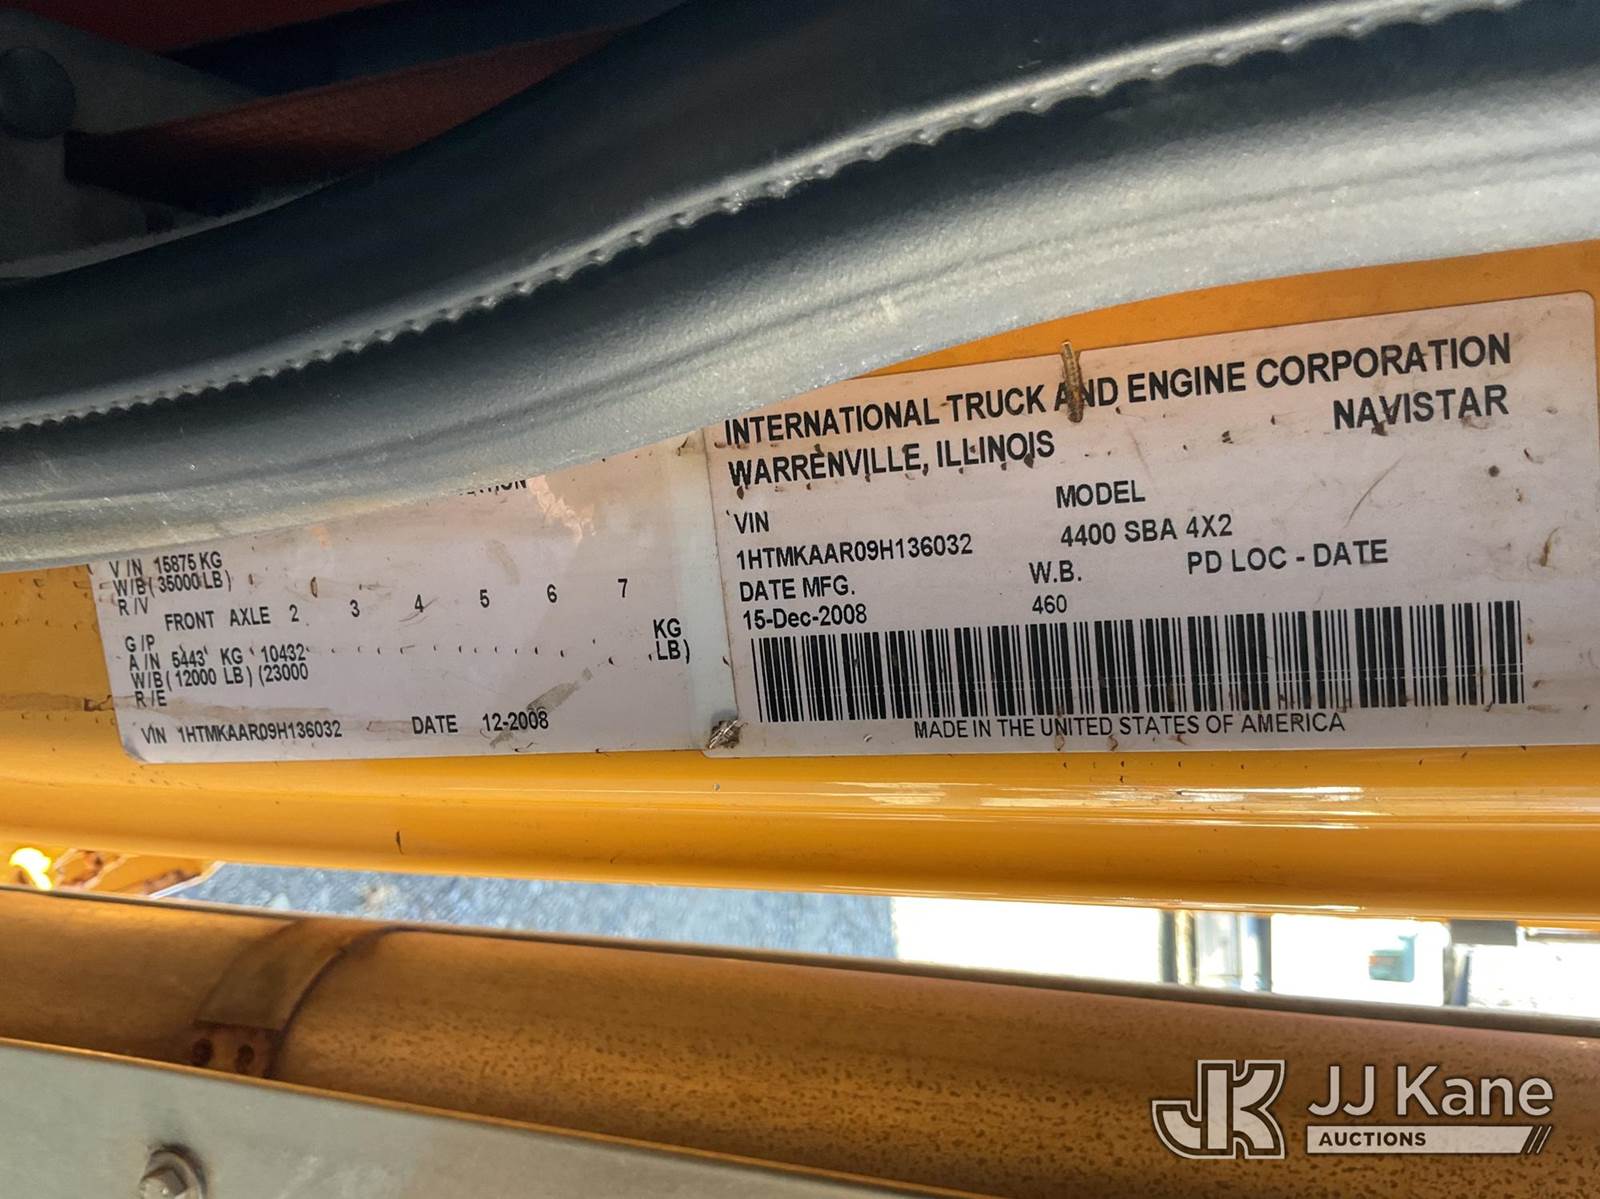 V/N 15875 KG
W/B (35000 LB)
R/V
FRONT AXLE 2 3 4 5 6 7
G/P
A/N 5443 KG 10432 KG
W/B (12000 LB) (23000 LB)
R/E
VIN 1HTMKAAR09H136032 DATE 12-2008
INTERNATIONAL TRUCK AND ENGINE CORPORATION
WARRENVILLE, ILLINOIS NAVISTAR
VIN MODEL
1HTMKAAR09H136032 4400 SBA 4X2
DATE MFG. W.B. PD LOC - DATE
15-Dec-2008 460
MADE IN THE UNITED STATES OF AMERICA
JK JJ Kane
AUCTIONS